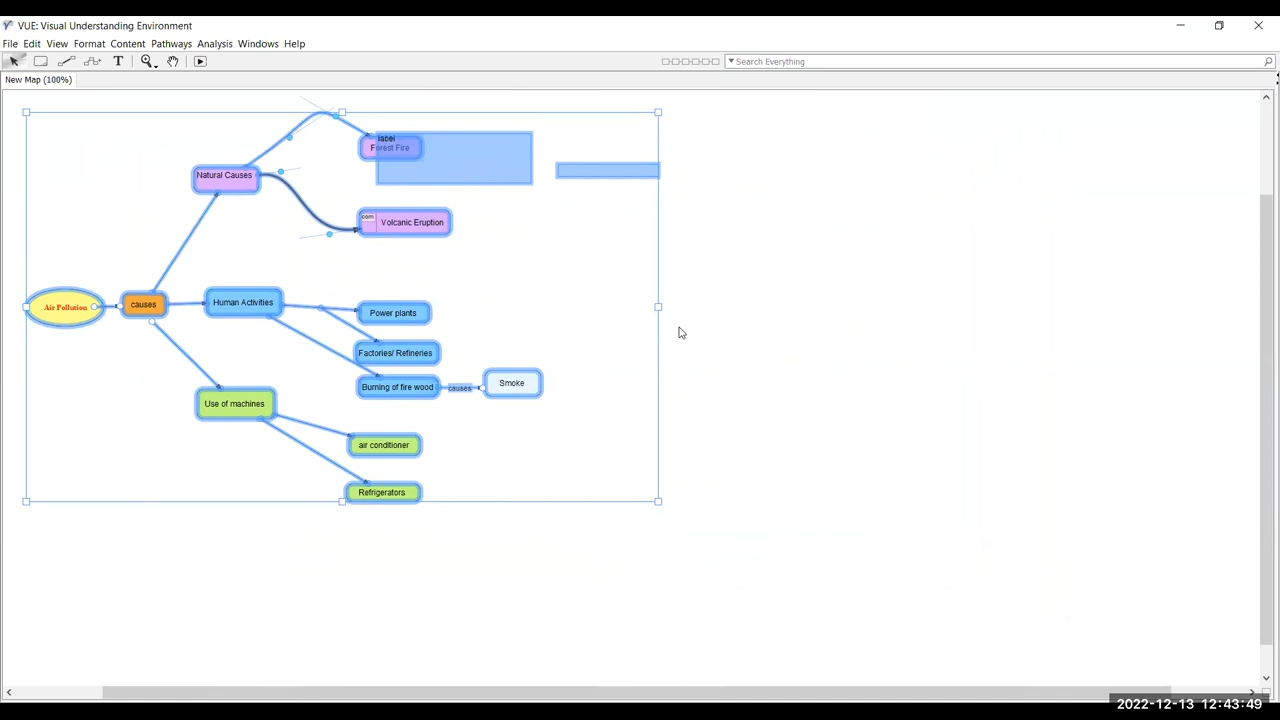 VUE: Visual Understanding Environment
File Edit View Format Content Pathways Analysis Windows Help
T
Search Everything
New Map (100%)
label
Forest Fire
Natural Causes
com
Volcanic Eruption
Air Pollution
causes
Human Activities
Power plants
Factories/ Refineries
Burning of fire wood
causes
Smoke
Use of machines
air conditioner
Refrigerators
2022-12-13 12:43:49